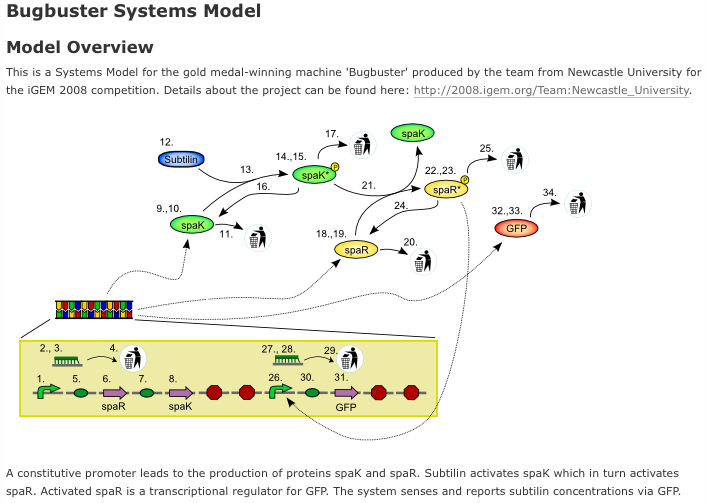 Bugbuster Systems Model
Model Overview
This is a Systems Model for the gold medal-winning machine 'Bugbuster' produced by the team from Newcastle University for
the iGEM 2008 competition. Details about the project can be found here: http://2008.igem.org/Team:Newcastle_University.
12.
Subtilin
13.
14.,15.
spaK*
P
17.
spaK
16.
9.,10.
spaK
11.
21.
22.,23.
spaR*
P
25.
24.
18.,19.
spaR
20.
32.,33.
GFP
34.
2., 3.
4.
27., 28.
29.
1.
5.
6.
7.
8.
26.
30.
31.
spaR
spaK
GFP
A constitutive promoter leads to the production of proteins spaK and spaR. Subtilin activates spaK which in turn activates
spaR. Activated spaR is a transcriptional regulator for GFP. The system senses and reports subtilin concentrations via GFP.